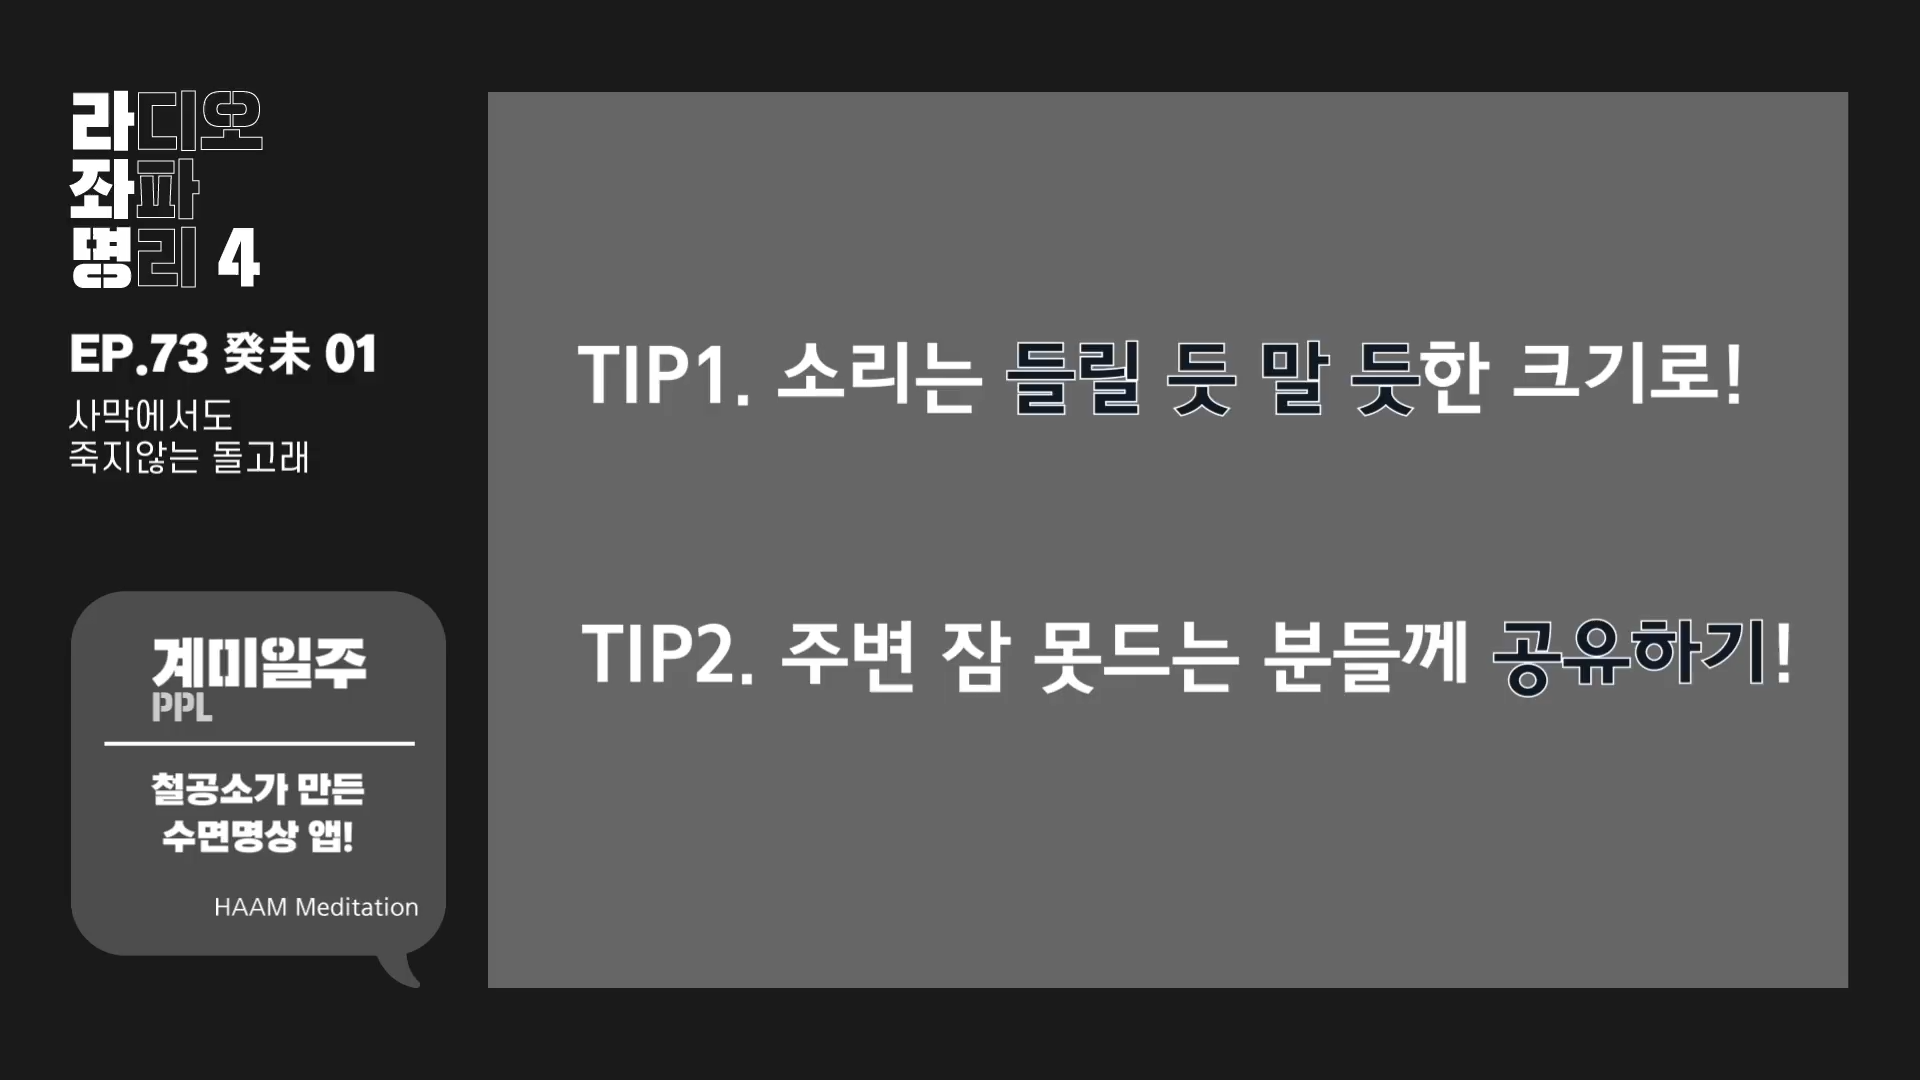 라디오
좌파
명리 4
EP.73 癸未 01
사막에서도
죽지않는 돌고래
계미일주
PPL
철공소가 만든
수면명상 앱!
HAAM Meditation
TIP1. 소리는 들릴 듯 말 듯한 크기로!
TIP2. 주변 잠 못드는 분들께 공유하기!